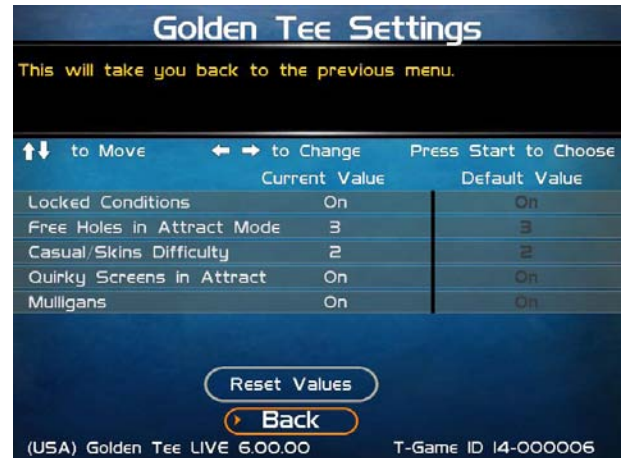 Golden Tee Settings
This will take you back to the previous menu.
to Move to Change Press Start to Choose
Current Value Default Value
Locked Conditions On On
Free Holes in Attract Mode 3 3
Casual/Skins Difficulty 2 2
Quirky Screens in Attract On On
Mulligans On On
Reset Values
Back
(USA) Golden Tee LIVE 6.00.00 T-Game ID 14-000006